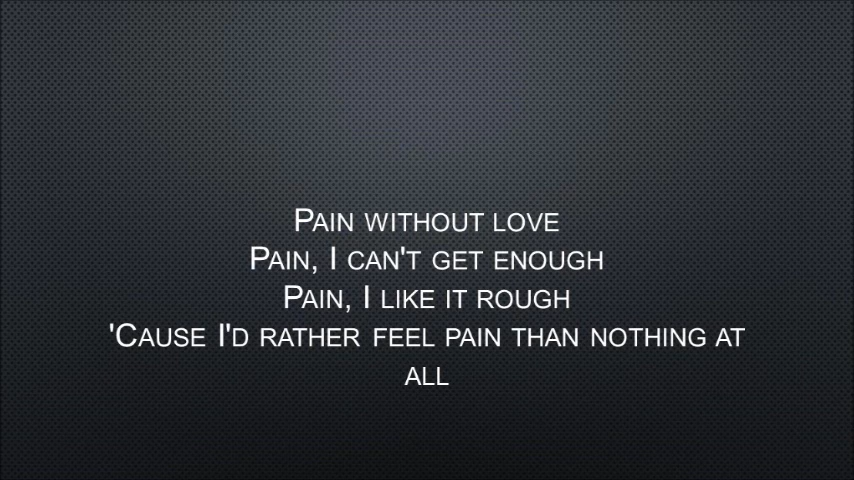 Pain without love
Pain, I can't get enough
Pain, I like it rough
'Cause I'd rather feel pain than nothing at
all